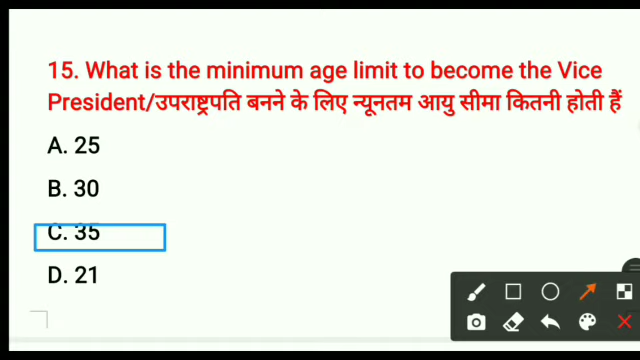 15. What is the minimum age limit to become the Vice
President/उपराष्ट्रपति बनने के लिए न्यूनतम आयु सीमा कितनी होती हैं
A. 25
B. 30
C. 35
D. 21